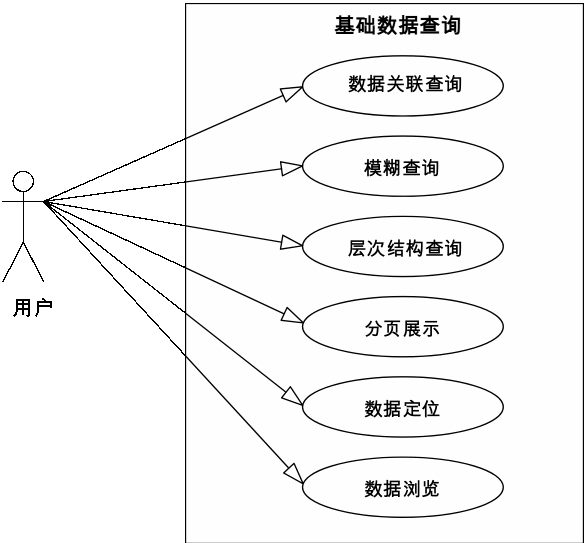 基础数据查询
数据关联查询
模糊查询
层次结构查询
用户
分页展示
数据定位
数据浏览